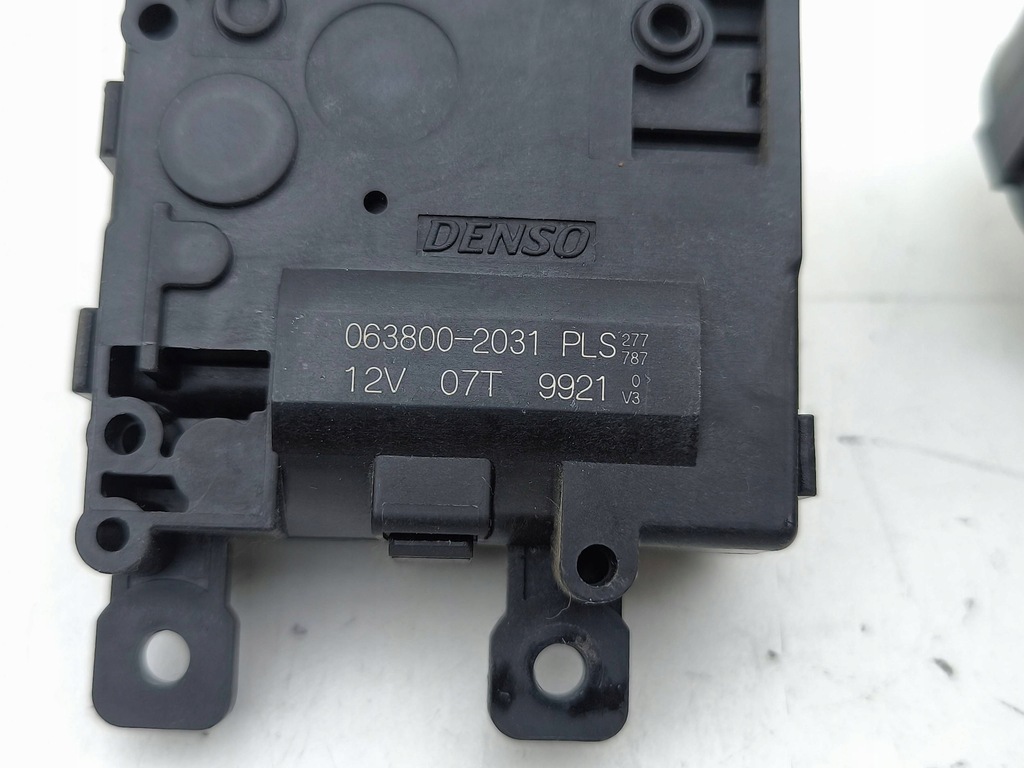 DENSO
063800-2031 PLS 277
787
12V 07T 9921 0
V3